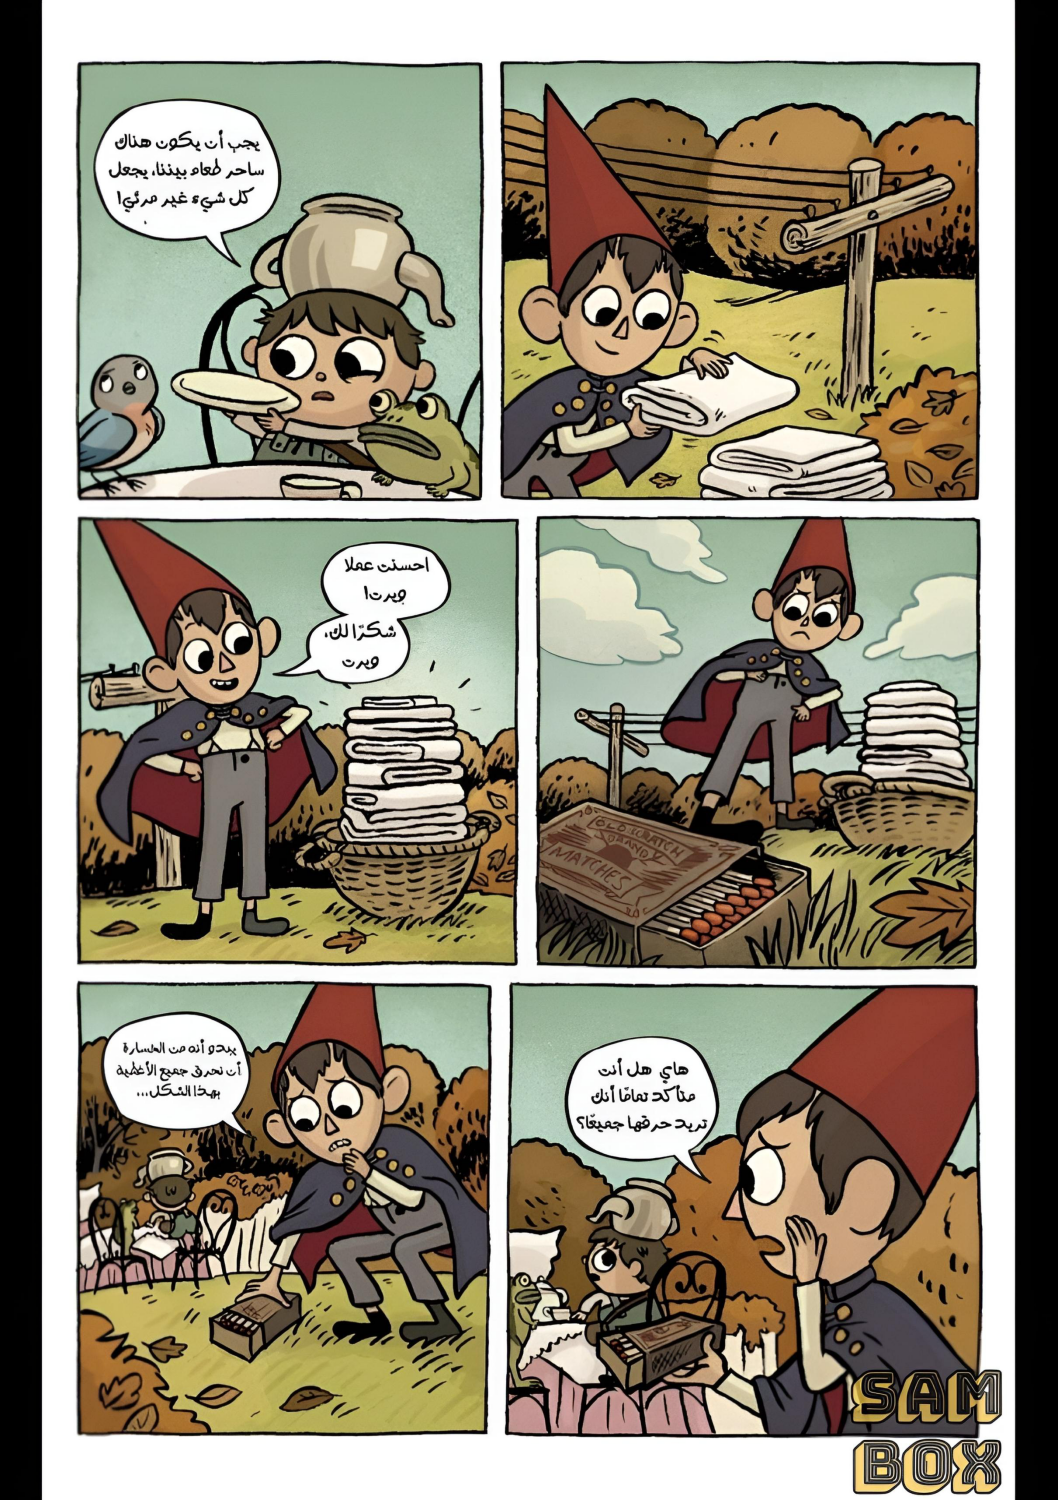 يجب أن يكون هناك
ساحر طعام بيننا، يجعل
كل شيء غير مرئي!
احسنت عملا
ويرت!
شكرًا لك،
ويرت
OLD SCRATCH
BRAND
MATCHES
يبدو أنه من الخسارة
أن نحرق جميع الأغطية
بهذا الشكل...
هاي هل أنت
متأكد تمامًا أنك
تريد حرقها جميعًا؟
SAM
BOX